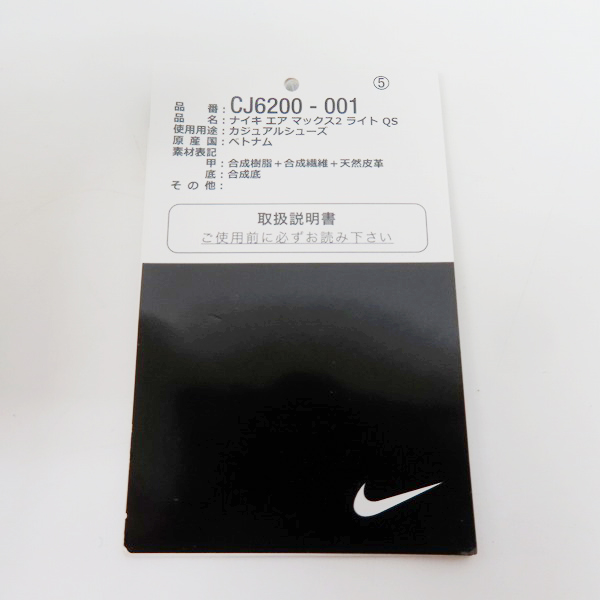 ⑤
品 番：CJ6200 - 001
品 名：ナイキ エア マックス2 ライト QS
使用用途：カジュアルシューズ
原 産 国：ベトナム
素材表記
甲：合成樹脂＋合成繊維＋天然皮革
底：合成底
そ の 他：
取扱説明書
ご使用前に必ずお読み下さい